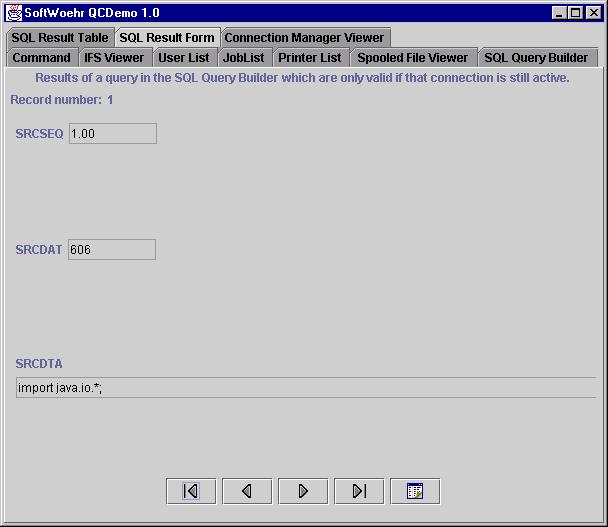 SoftWoehr QCDemo 1.0
SQL Result Table SQL Result Form Connection Manager Viewer
Command IFS Viewer User List JobList Printer List Spooled File Viewer SQL Query Builder
Results of a query in the SQL Query Builder which are only valid if that connection is still active.
Record number: 1
SRCSEQ 1.00
SRCDAT 606
SRCDTA
import java.io.*;